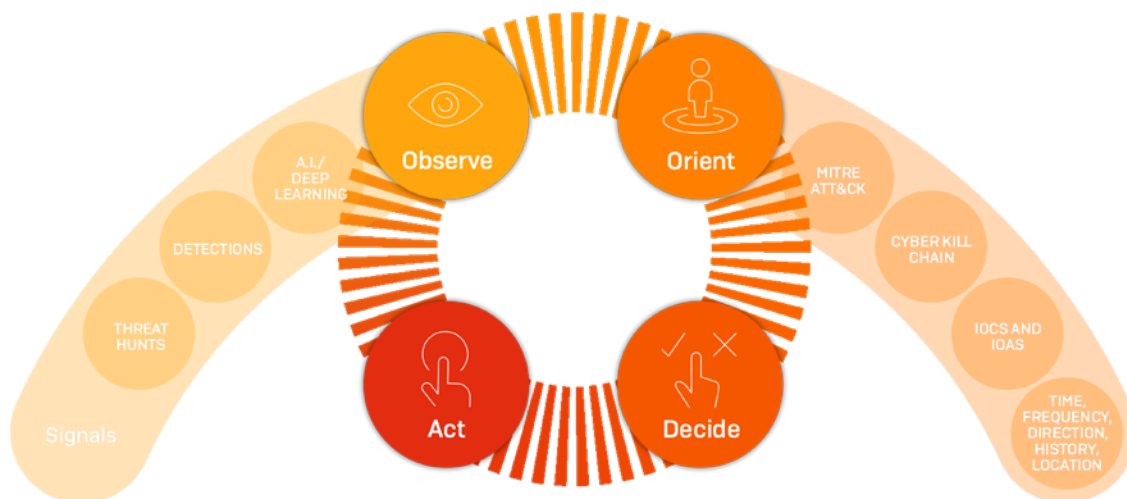 Observe
Orient
A.I./
DEEP
LEARNING
DETECTIONS
THREAT
HUNTS
Signals
MITRE
ATT&CK
CYBER KILL
CHAIN
IOCS AND
IOAS
TIME,
FREQUENCY,
DIRECTION,
HISTORY,
LOCATION
Act
Decide